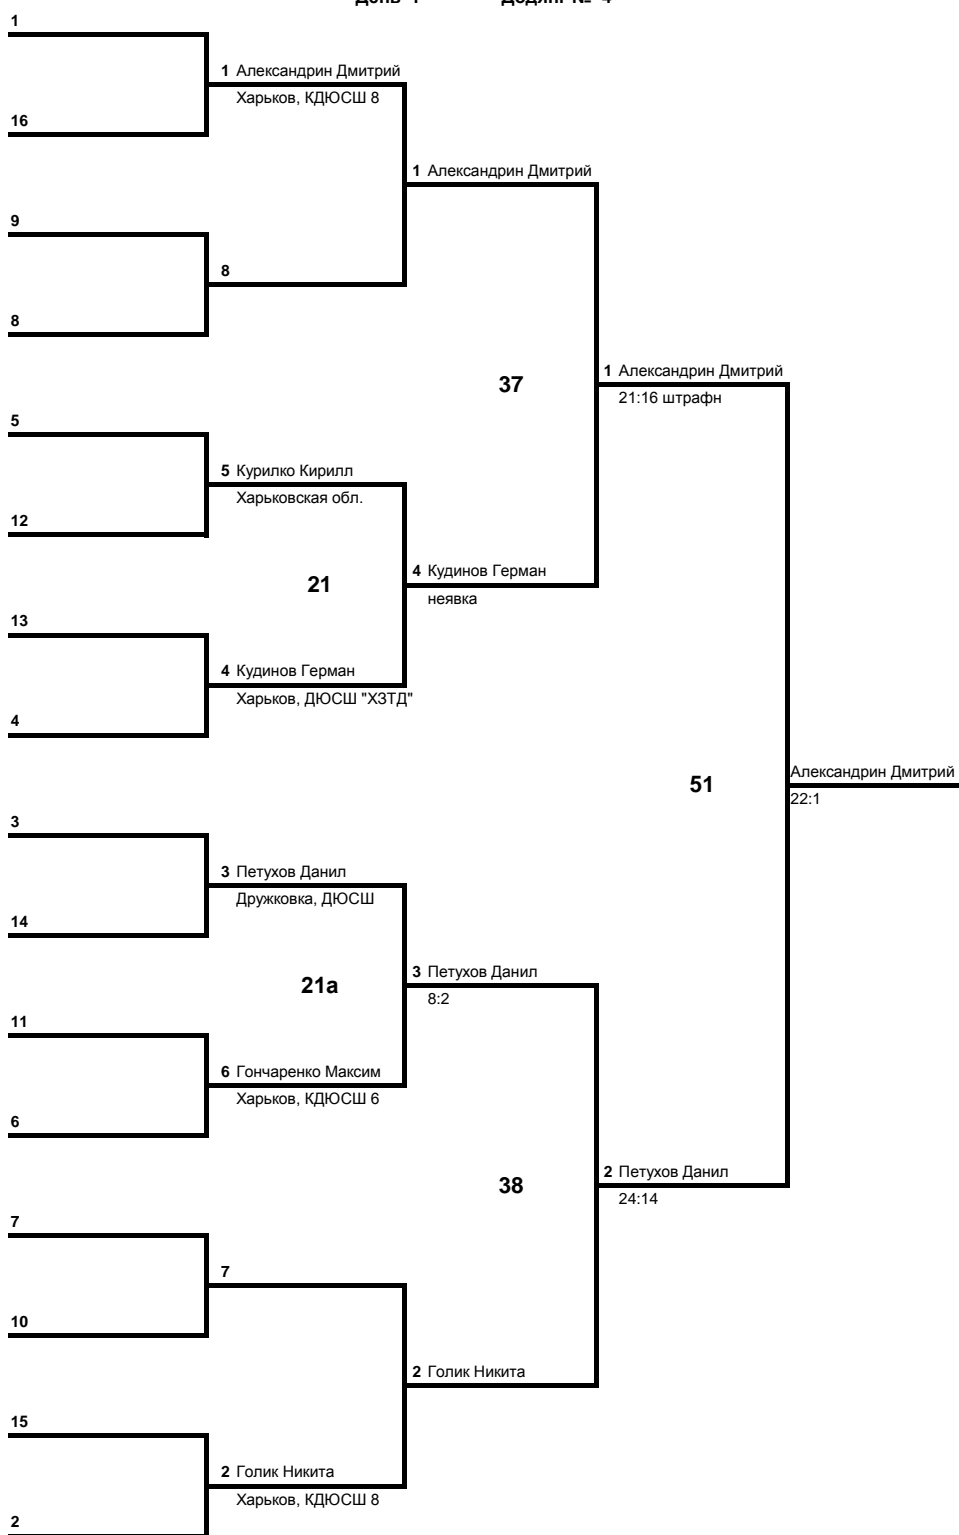 1
1 Александрин Дмитрий
Харьков, КДЮСШ 8
16
1 Александрин Дмитрий
9
8
8
37
1 Александрин Дмитрий
21:16 штрафн
5
5 Курилко Кирилл
Харьковская обл.
12
21
4 Кудинов Герман
неявка
13
4 Кудинов Герман
Харьков, ДЮСШ "ХЗТД"
4
51
Александрин Дмитрий
22:1
3
3 Петухов Данил
Дружковка, ДЮСШ
14
21а
3 Петухов Данил
8:2
11
6 Гончаренко Максим
Харьков, КДЮСШ 6
6
38
2 Петухов Данил
24:14
7
7
10
2 Голик Никита
15
2 Голик Никита
Харьков, КДЮСШ 8
2